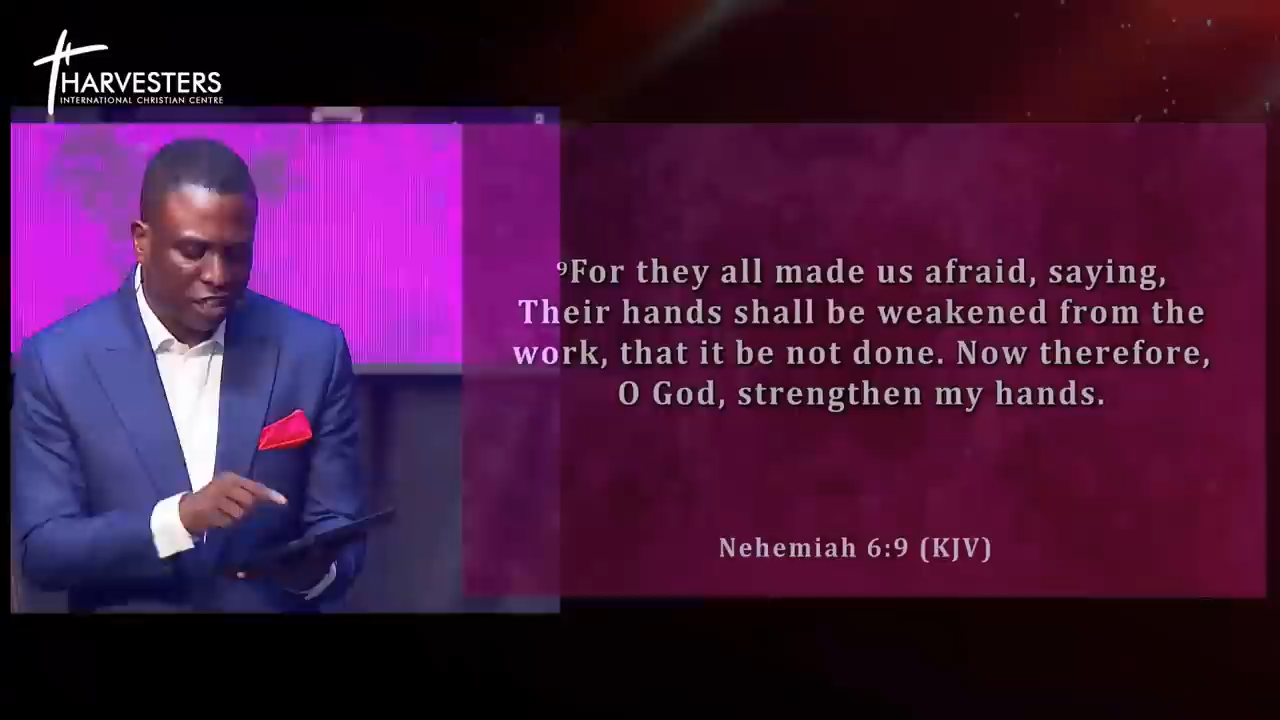 HARVESTERS
INTERNATIONAL CHRISTIAN CENTRE
9For they all made us afraid, saying,
Their hands shall be weakened from the
work, that it be not done. Now therefore,
O God, strengthen my hands.
Nehemiah 6:9 (KJV)